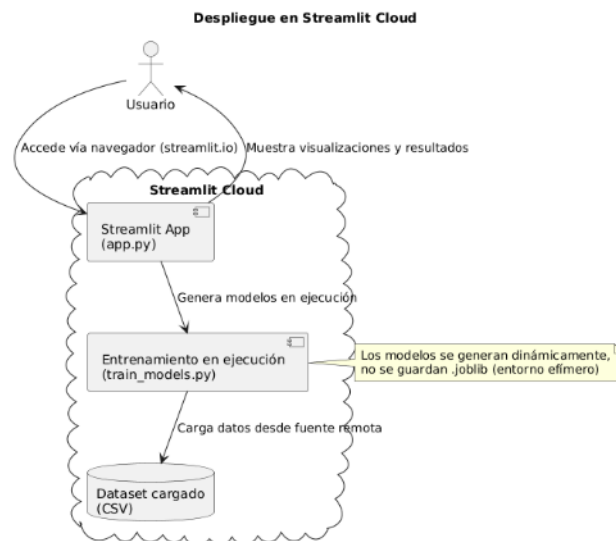 Despliegue en Streamlit Cloud
Usuario
Accede vía navegador (streamlit.io)
Muestra visualizaciones y resultados
Streamlit Cloud
Streamlit App
(app.py)
Genera modelos en ejecución
Entrenamiento en ejecución
(train_models.py)
Los modelos se generan dinámicamente,
no se guardan .joblib (entorno efímero)
Carga datos desde fuente remota
Dataset cargado
(CSV)